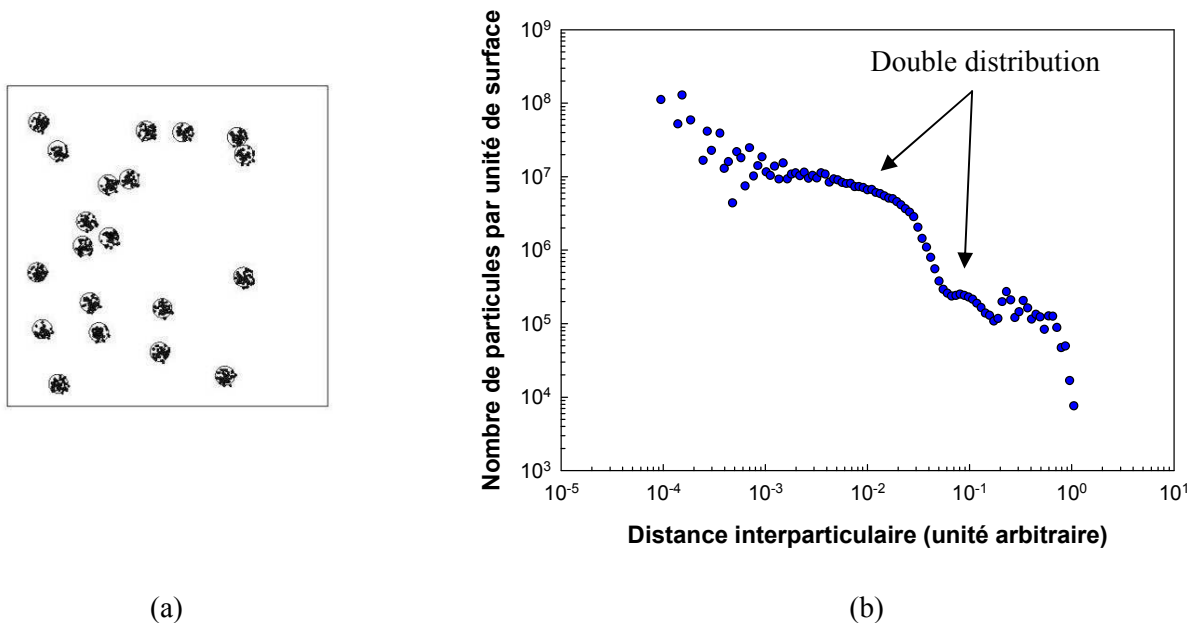 Double distribution
Nombre de particules par unité de surface
10⁹
10⁸
10⁷
10⁶
10⁵
10⁴
10³
10⁻⁵
10⁻⁴
10⁻³
10⁻²
10⁻¹
10⁰
10¹
Distance interparticulaire (unité arbitraire)
(a)
(b)